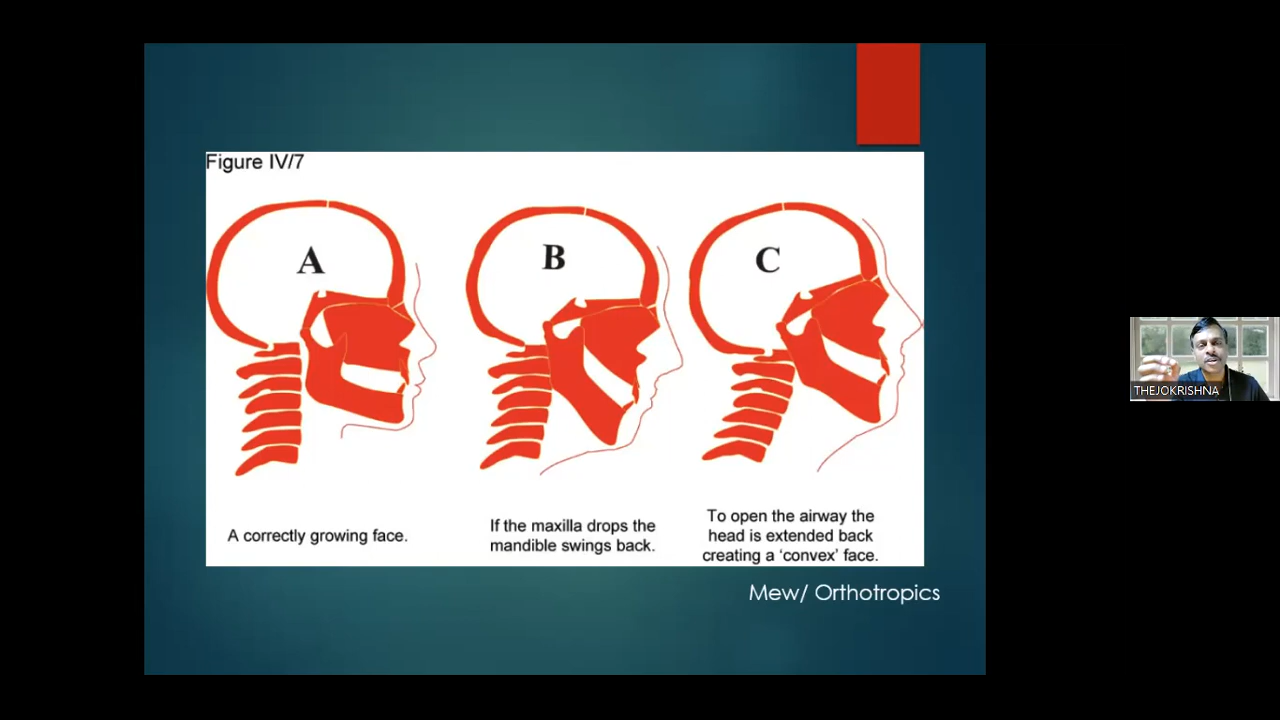 Figure IV/7
A
B
C
A correctly growing face.
If the maxilla drops the
mandible swings back.
To open the airway the
head is extended back
creating a ‘convex’ face.
Mew/ Orthotropics
THEJOKRISHNA